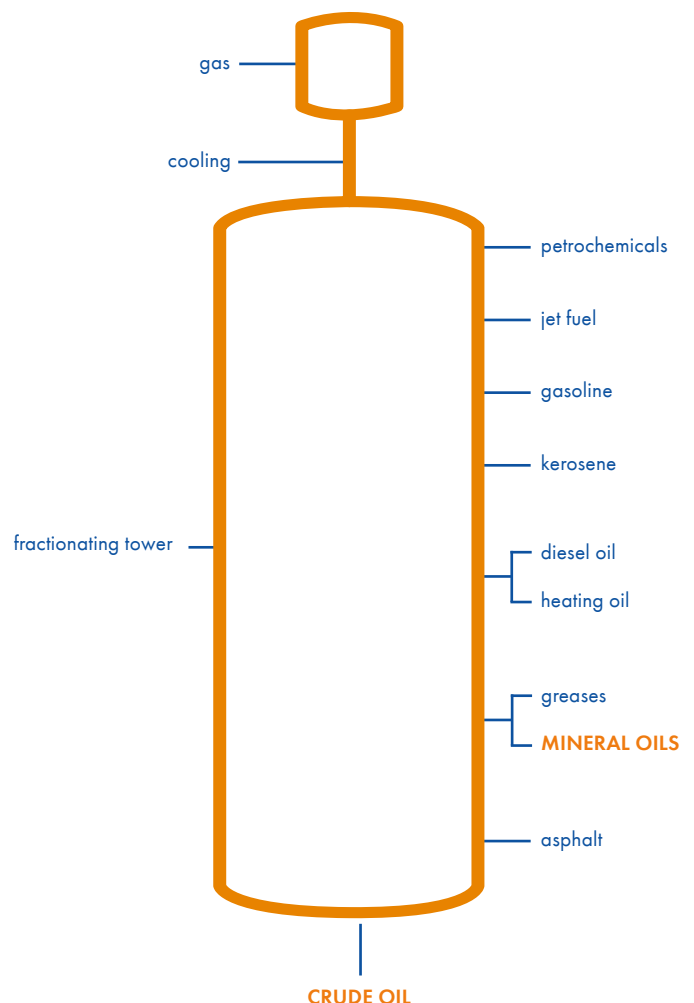 gas
cooling
petrochemicals
jet fuel
gasoline
kerosene
fractionating tower
diesel oil
heating oil
greases
MINERAL OILS
asphalt
CRUDE OIL